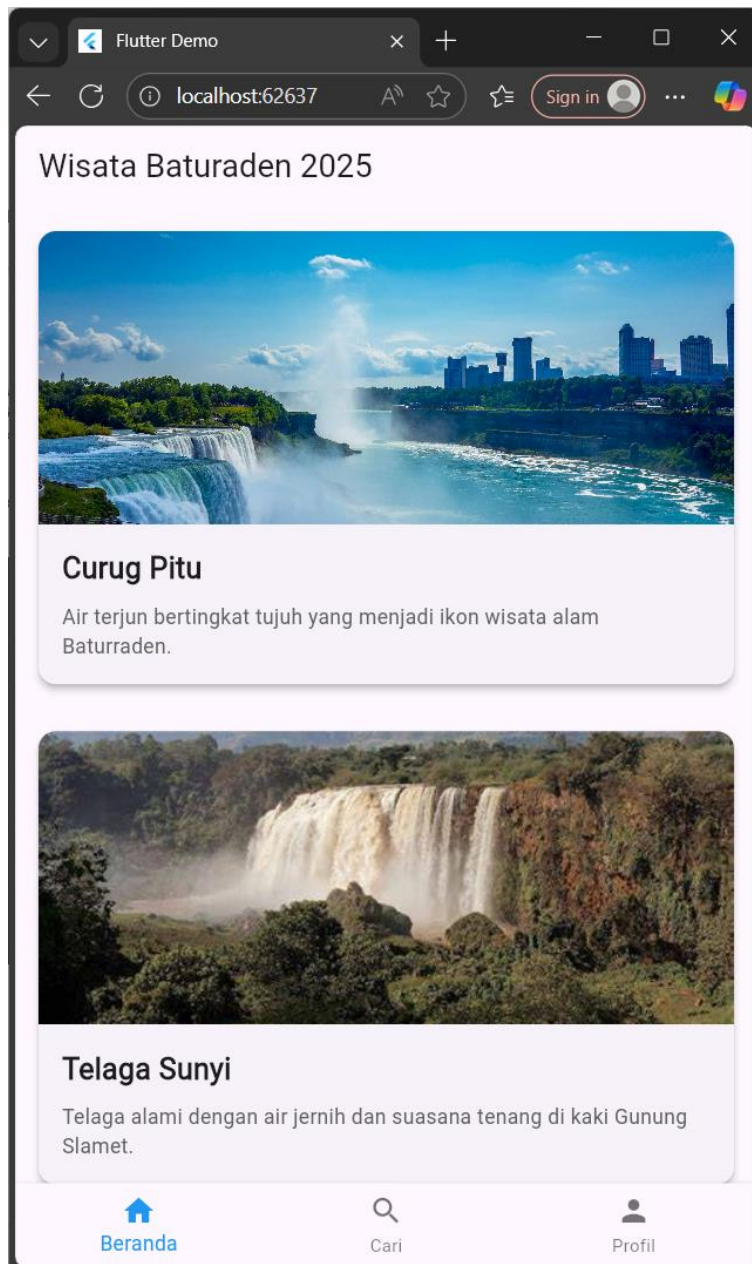 Flutter Demo
localhost:62637
Sign in
Wisata Baturaden 2025
Curug Pitu
Air terjun bertingkat tujuh yang menjadi ikon wisata alam
Baturraden.
Telaga Sunyi
Telaga alami dengan air jernih dan suasana tenang di kaki Gunung
Slamet.
Beranda
Cari
Profil